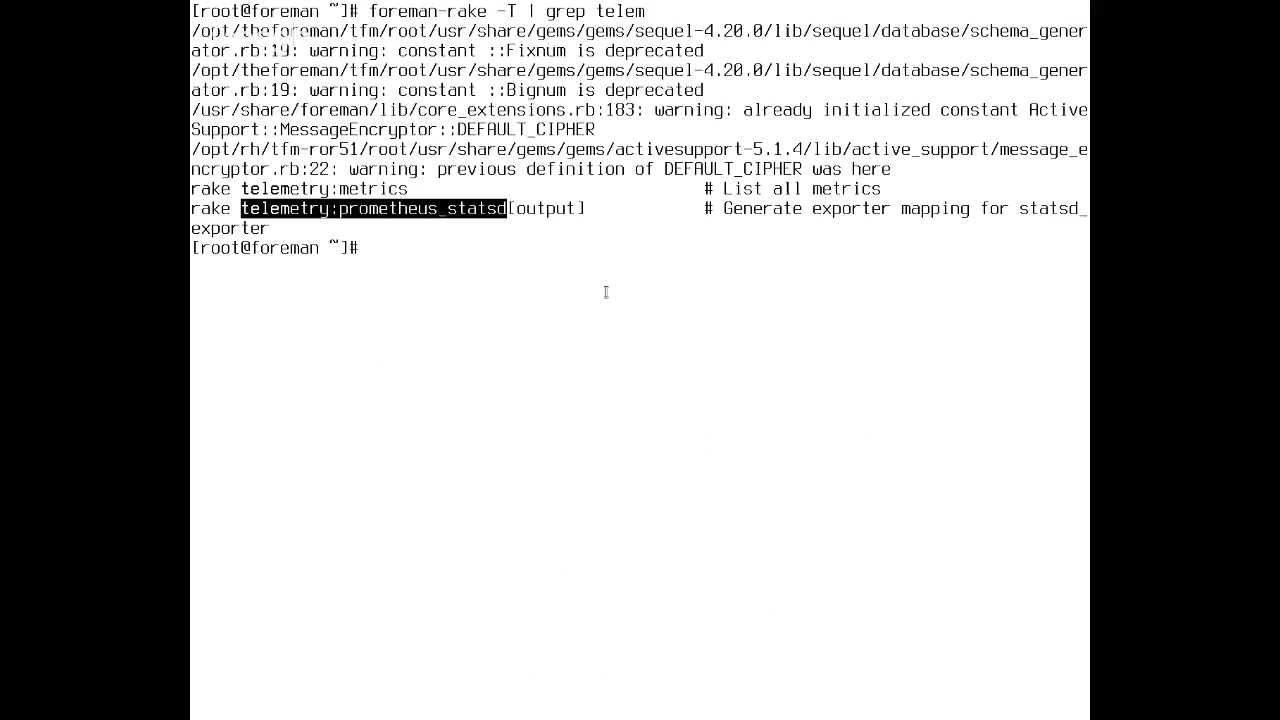 [root@foreman ~]# foreman-rake -T | grep telem
/opt/theforeman/tfm/root/usr/share/gems/gems/sequel-4.20.0/lib/sequel/database/schema_gener
ator.rb:19: warning: constant ::Fixnum is deprecated
/opt/theforeman/tfm/root/usr/share/gems/gems/sequel-4.20.0/lib/sequel/database/schema_gener
ator.rb:19: warning: constant ::Bignum is deprecated
/usr/share/foreman/lib/core_extensions.rb:183: warning: already initialized constant Active
Support::MessageEncryptor::DEFAULT_CIPHER
/opt/rh/tfm-ror51/root/usr/share/gems/gems/activesupport-5.1.4/lib/active_support/message_e
ncryptor.rb:22: warning: previous definition of DEFAULT_CIPHER was here
rake telemetry:metrics                              # List all metrics
rake telemetry:prometheus_statsd[output]            # Generate exporter mapping for statsd_
exporter
[root@foreman ~]#